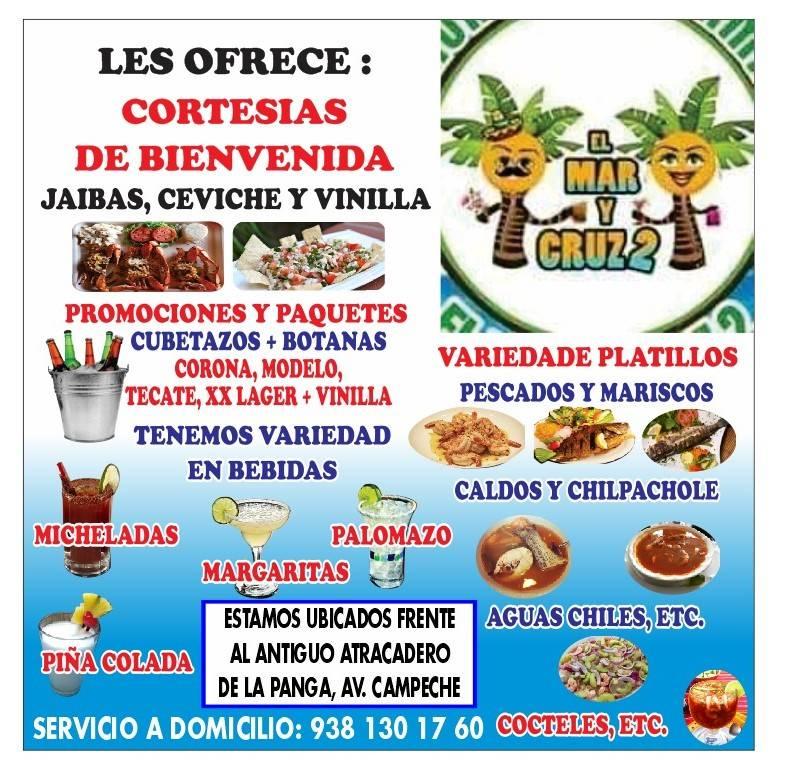 LES OFRECE :
CORTESIAS
DE BIENVENIDA
JAIBAS, CEVICHE Y VINILLA
PROMOCIONES Y PAQUETES
CUBETAZOS + BOTANAS
CORONA, MODELO,
TECATE, XX LAGER + VINILLA
TENEMOS VARIEDAD
EN BEBIDAS
MICHELADAS
MARGARITAS
PALOMAZO
PIÑA COLADA
EL
MAR
Y
CRUZ 2
VARIEDADE PLATILLOS
PESCADOS Y MARISCOS
CALDOS Y CHILPACHOLE
AGUAS CHILES, ETC.
COCTELES, ETC.
ESTAMOS UBICADOS FRENTE
AL ANTIGUO ATRACADERO
DE LA PANGA, AV. CAMPECHE
SERVICIO A DOMICILIO: 938 130 17 60